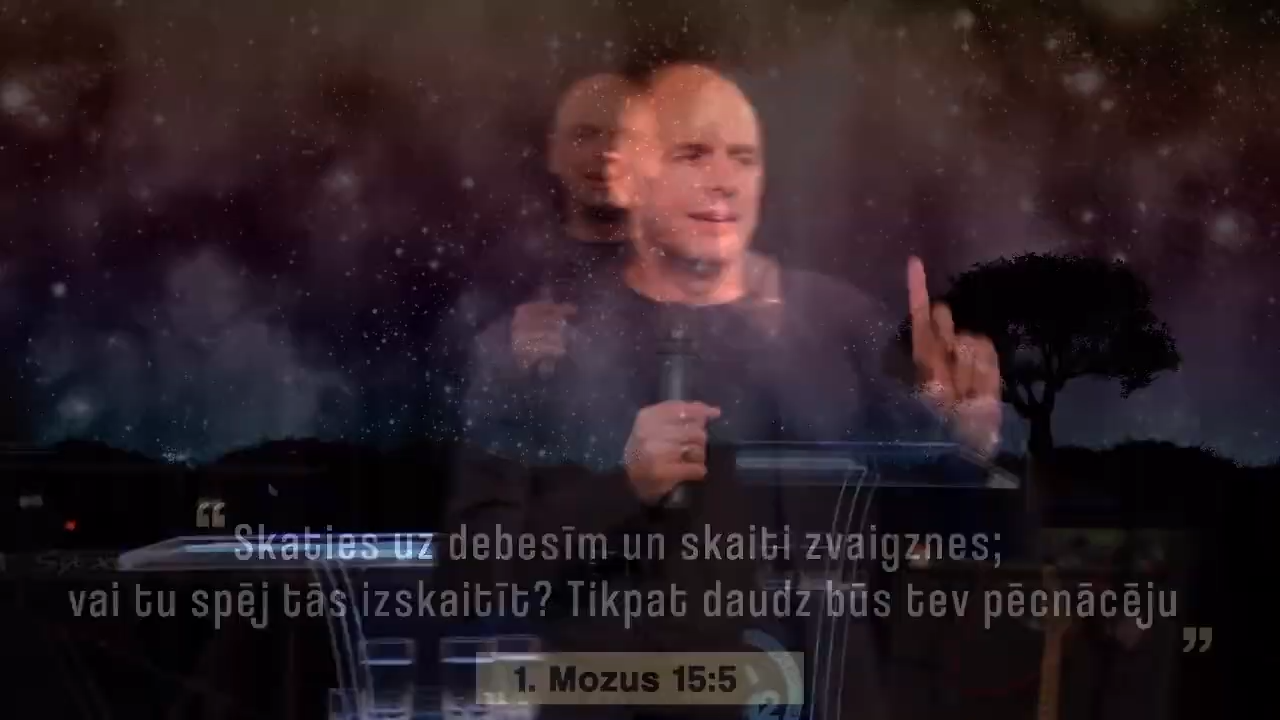 “ Skaties uz debesīm un skaiti zvaigznes;
vai tu spēj tās izskaitīt? Tikpat daudz būs tev pēcnācēju ”
1. Mozus 15:5